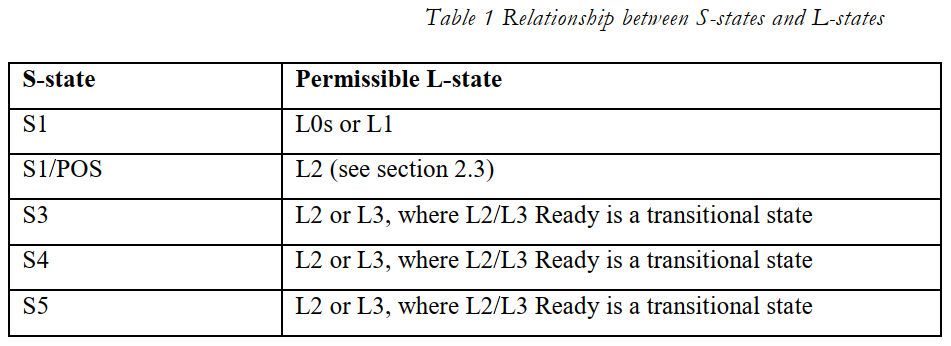 Table 1 Relationship between S-states and L-states
S-state Permissible L-state
S1 L0s or L1
S1/POS L2 (see section 2.3)
S3 L2 or L3, where L2/L3 Ready is a transitional state
S4 L2 or L3, where L2/L3 Ready is a transitional state
S5 L2 or L3, where L2/L3 Ready is a transitional state